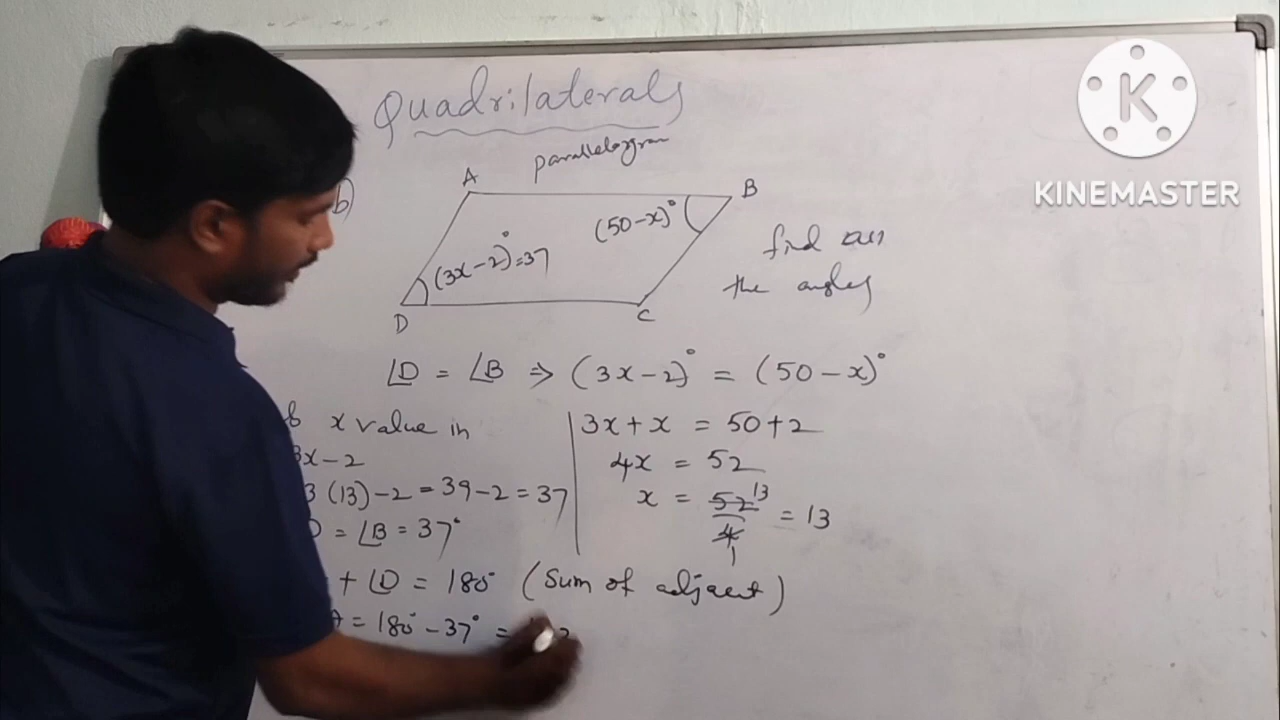 Quadrilaterals
parallelogram
b)
A
B
(50-x)°
(3x-2)°=37
D
C
find all
the angles
∠D = ∠B ⇒ (3x-2)° = (50-x)°
x value in
3x-2
3(13)-2 = 39-2 = 37
= ∠B = 37°
+ ∠D = 180° (Sum of adjacent)
= 180° - 37° =
3x+x = 50+2
4x = 52
x = 52/4 = 13
13
1
K
KINEMASTER